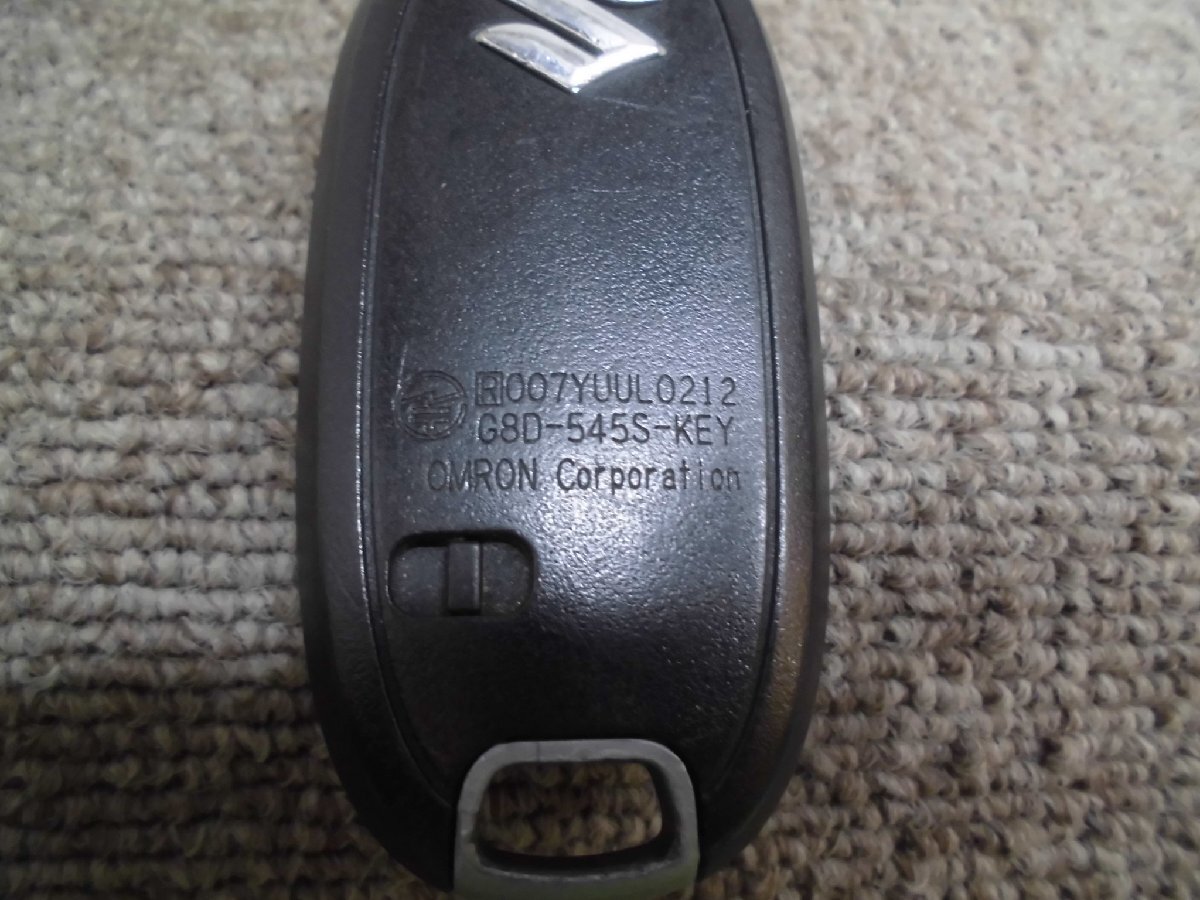 R007YUUL0212
G8D-545S-KEY
OMRON Corporation